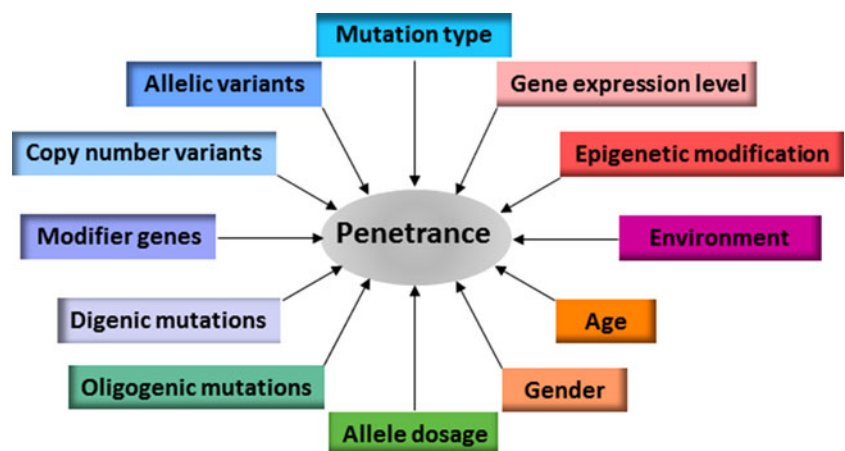 Mutation type
Allelic variants
Gene expression level
Copy number variants
Epigenetic modification
Modifier genes
Penetrance
Environment
Digenic mutations
Age
Oligogenic mutations
Gender
Allele dosage